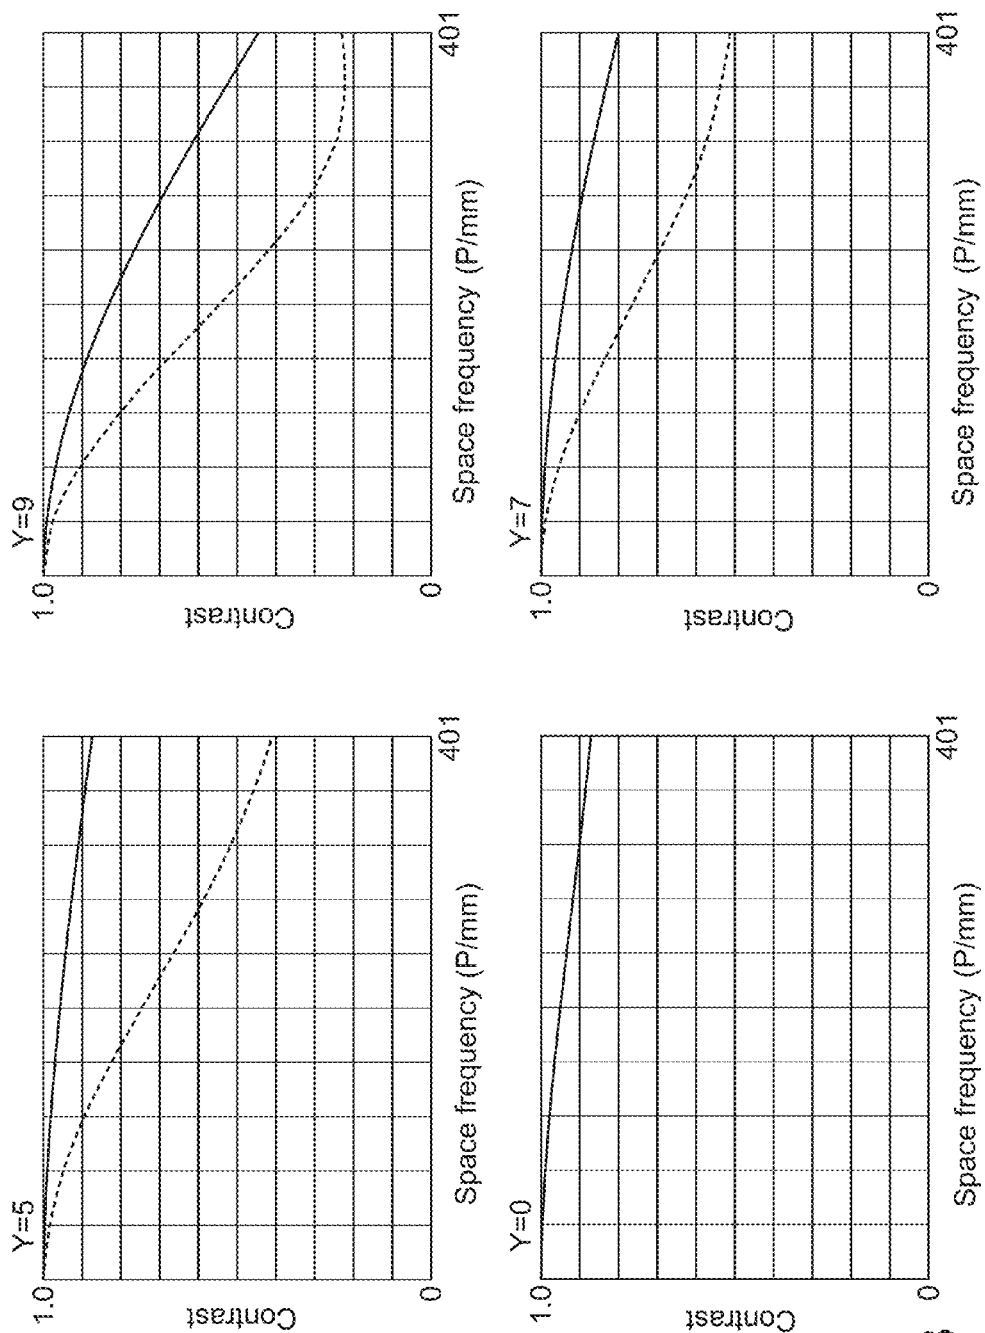 Y=5
1.0
Contrast
0
401
Space frequency (P/mm)
Y=9
1.0
Contrast
0
401
Space frequency (P/mm)
Y=0
1.0
Contrast
0
401
Space frequency (P/mm)
Y=7
1.0
Contrast
0
401
Space frequency (P/mm)